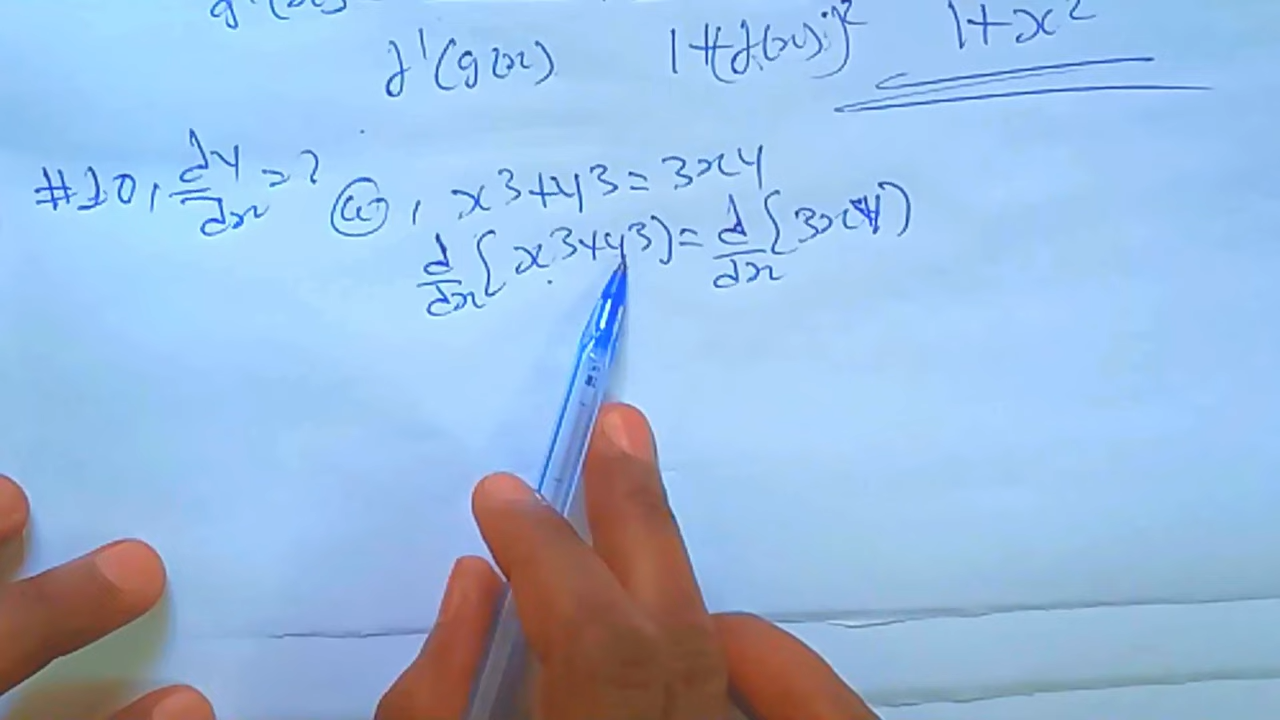 g'(x)
f'(g(x) 1+(f(x))² 1+x²
#10, dy/dx=? (a), x³+y³=3xy
d/dx{x³+y³)=d/dx{3xy)